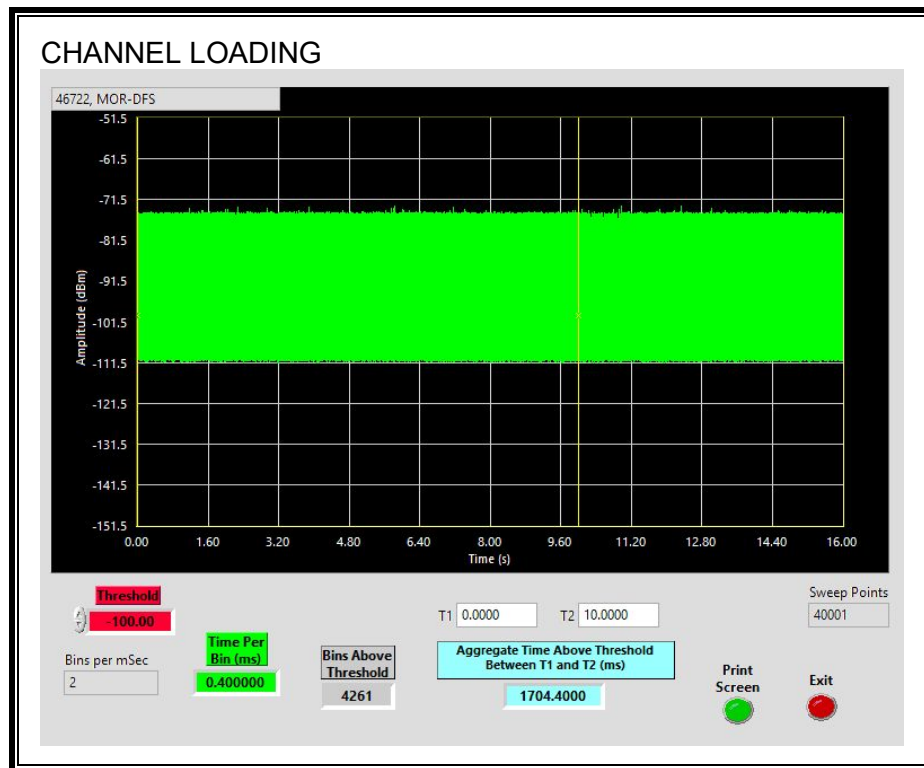 CHANNEL LOADING
46722, MOR-DFS
-51.5
-61.5
-71.5
-81.5
-91.5
-101.5
-111.5
-121.5
-131.5
-141.5
-151.5
Amplitude (dBm)
0.00 1.60 3.20 4.80 6.40 8.00 9.60 11.20 12.80 14.40 16.00
Time (s)
Threshold
-100.00
Bins per mSec
2
Time Per
Bin (ms)
0.400000
Bins Above
Threshold
4261
T1 0.0000 T2 10.0000
Aggregate Time Above Threshold
Between T1 and T2 (ms)
1704.4000
Sweep Points
40001
Print
Screen
Exit